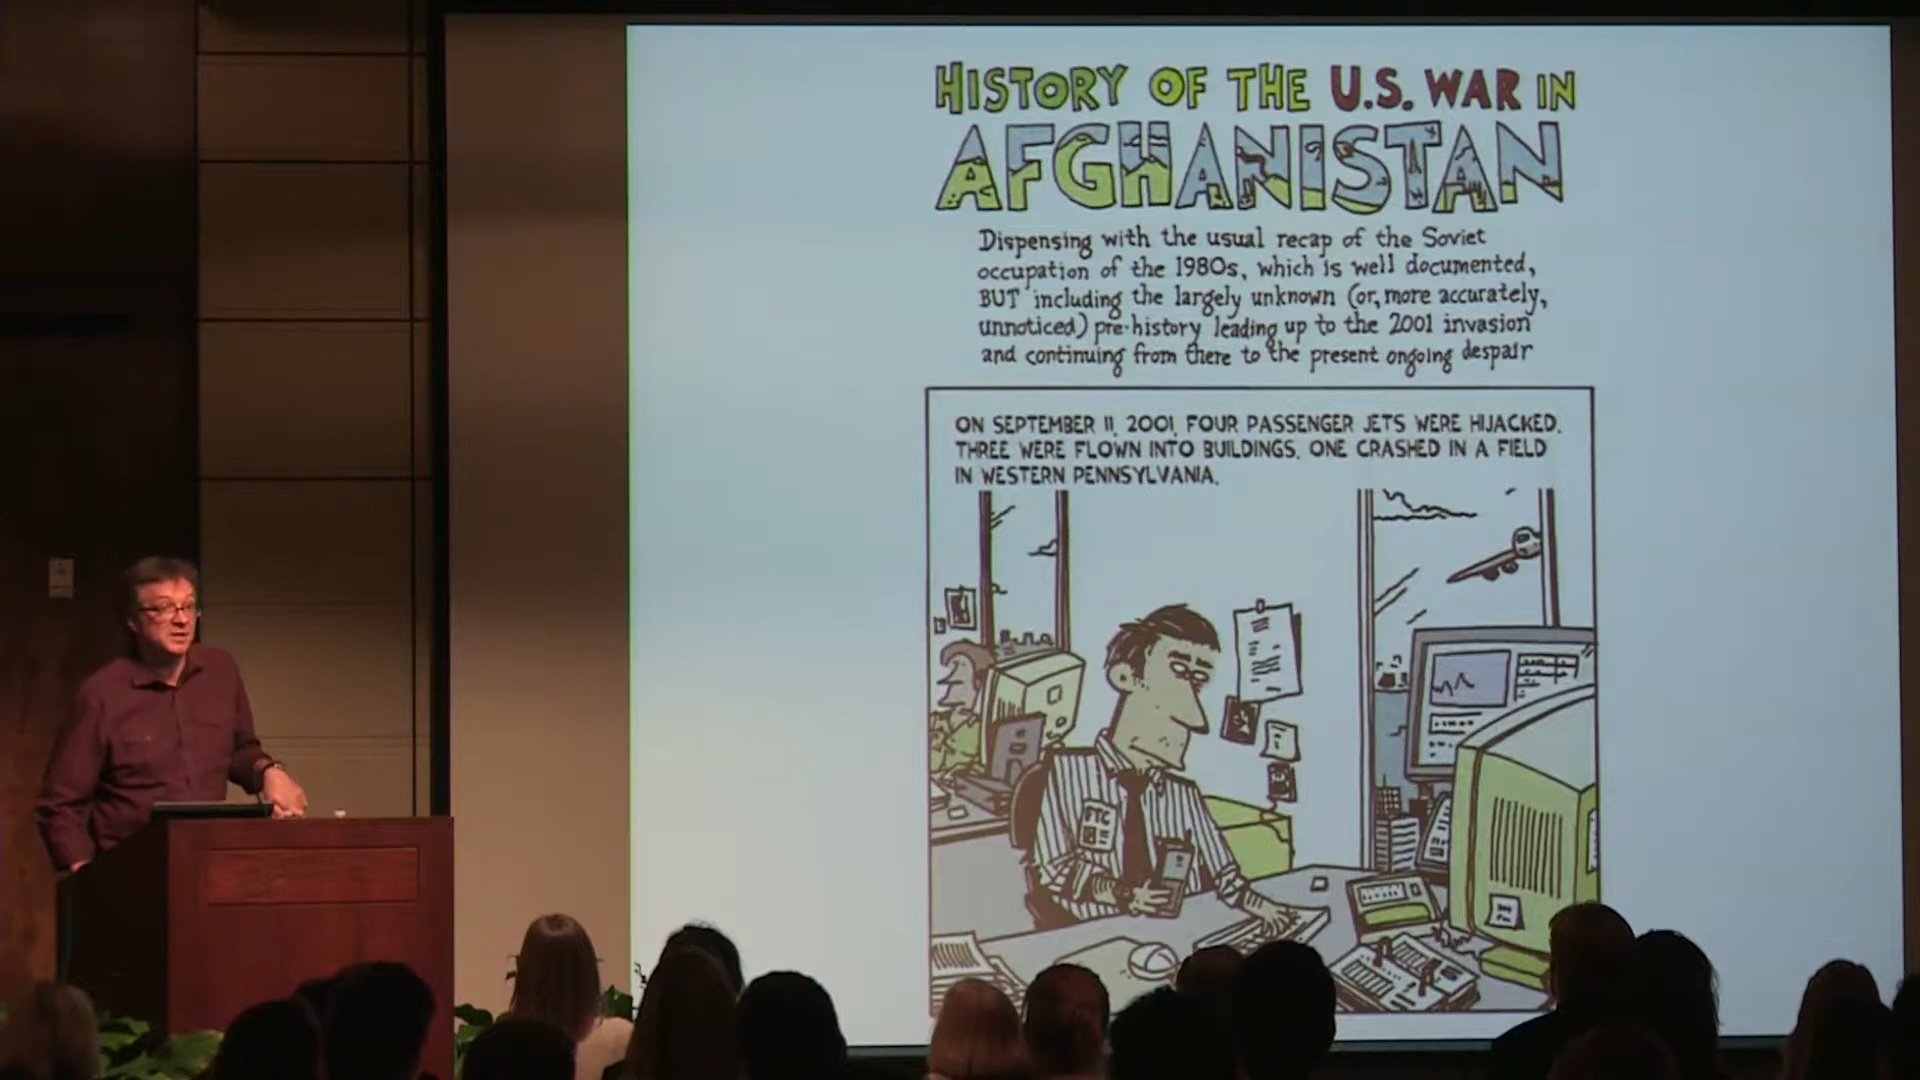 HISTORY OF THE U.S. WAR IN
AFGHANISTAN
Dispensing with the usual recap of the Soviet
occupation of the 1980s, which is well documented,
BUT including the largely unknown (or, more accurately,
unnoticed) pre-history leading up to the 2001 invasion
and continuing from there to the present ongoing despair
ON SEPTEMBER 11, 2001, FOUR PASSENGER JETS WERE HIJACKED.
THREE WERE FLOWN INTO BUILDINGS, ONE CRASHED IN A FIELD
IN WESTERN PENNSYLVANIA.